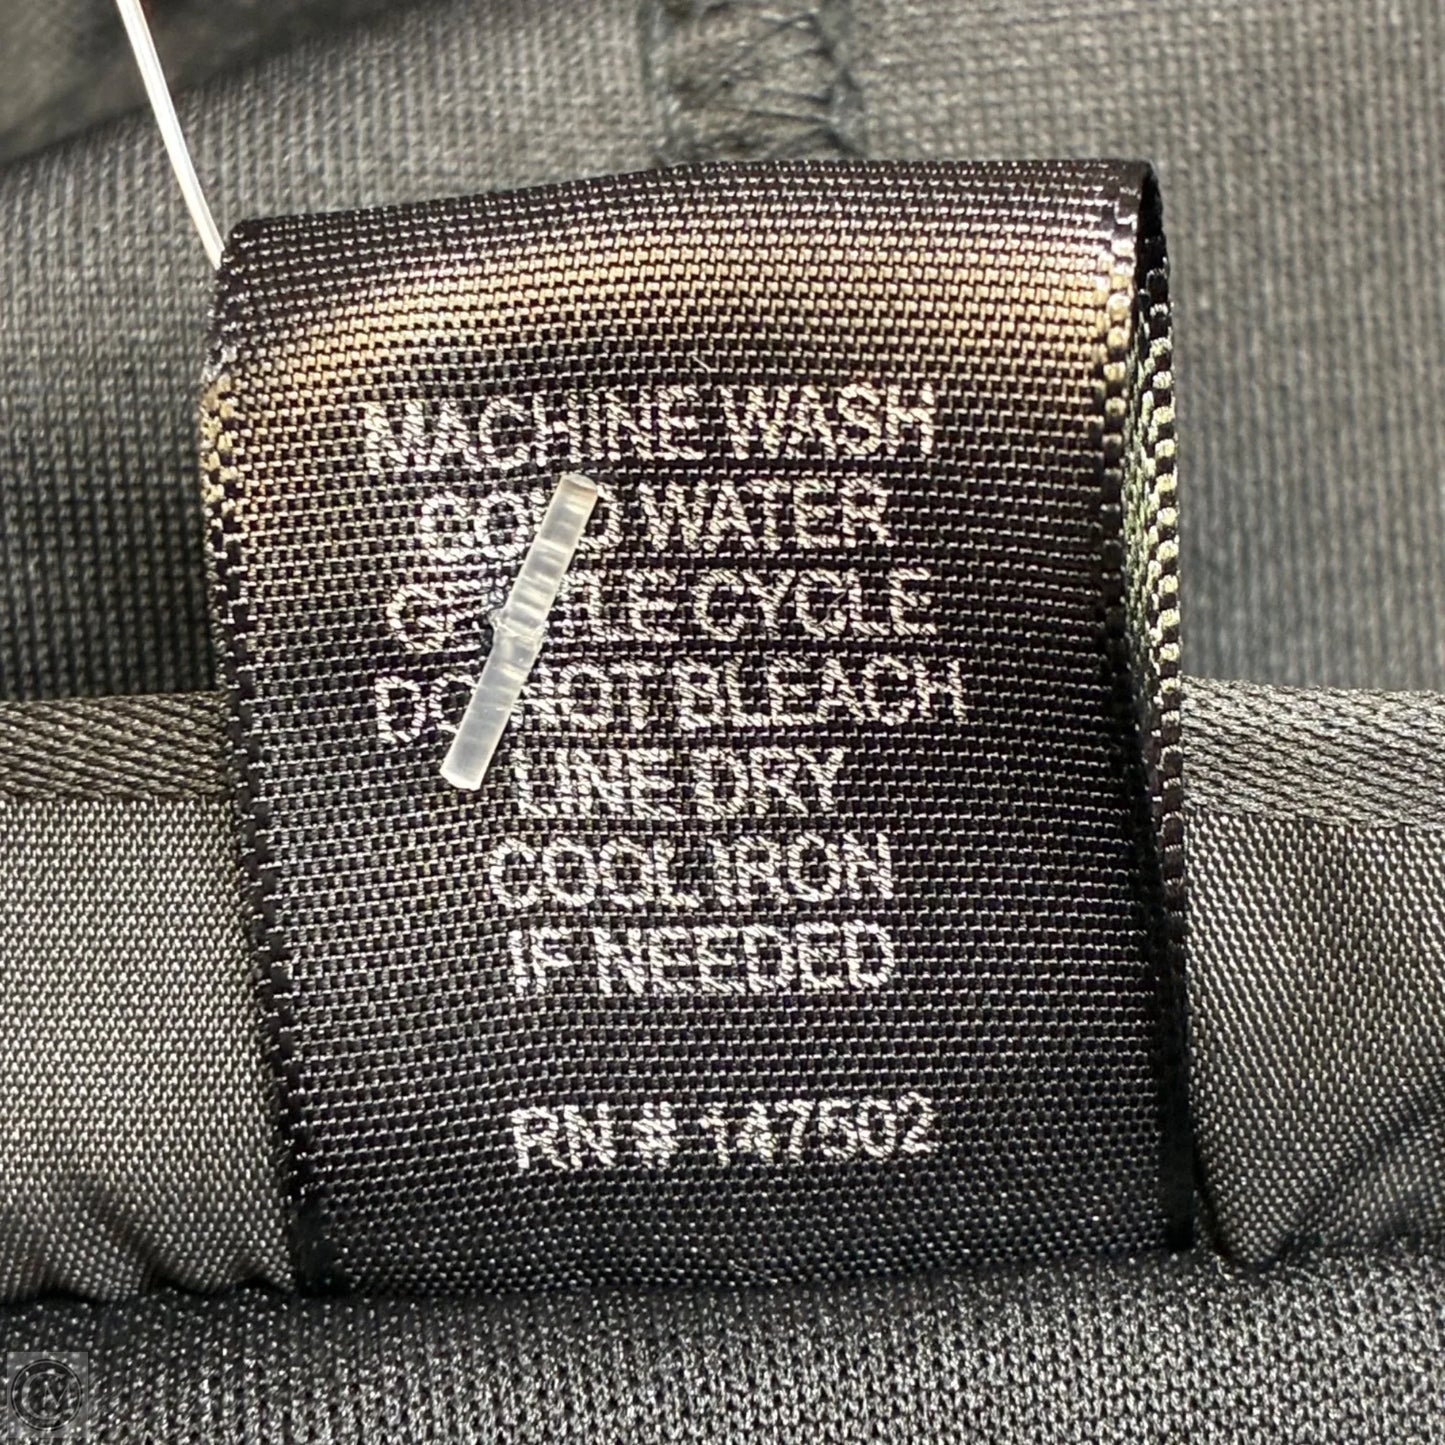 MACHINE WASH
COLD WATER
GENTLE CYCLE
DO NOT BLEACH
LINE DRY
COOL IRON
IF NEEDED
RN # 147502